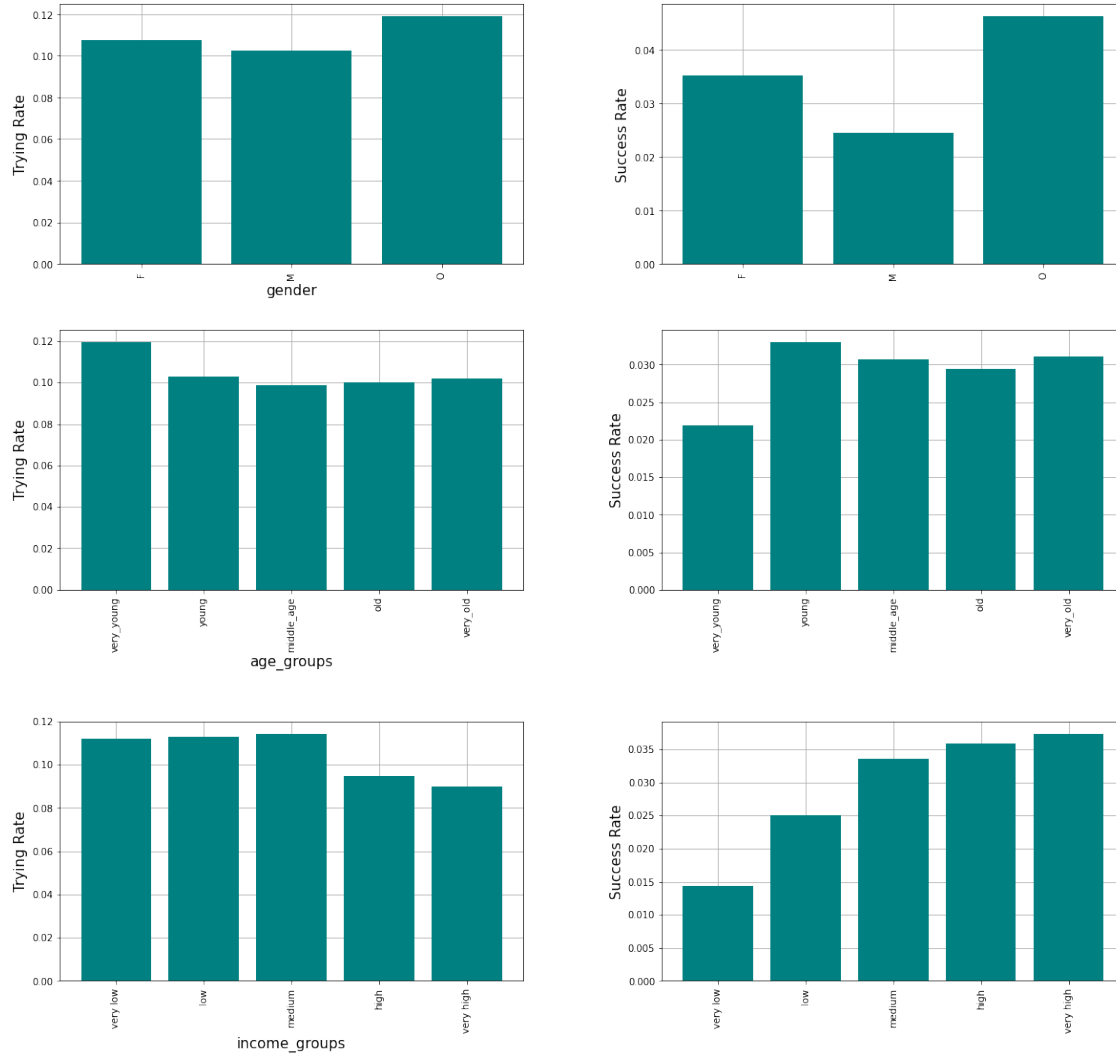 0.12
0.10
0.08
0.06
0.04
0.02
0.00
Trying Rate
F
M
O
gender
0.04
0.03
0.02
0.01
0.00
Success Rate
F
M
O
0.12
0.10
0.08
0.06
0.04
0.02
0.00
Trying Rate
very_young
young
middle_age
old
very_old
age_groups
0.030
0.025
0.020
0.015
0.010
0.005
0.000
Success Rate
very_young
young
middle_age
old
very_old
0.12
0.10
0.08
0.06
0.04
0.02
0.00
Trying Rate
very low
low
medium
high
very high
income_groups
0.035
0.030
0.025
0.020
0.015
0.010
0.005
0.000
Success Rate
very low
low
medium
high
very high